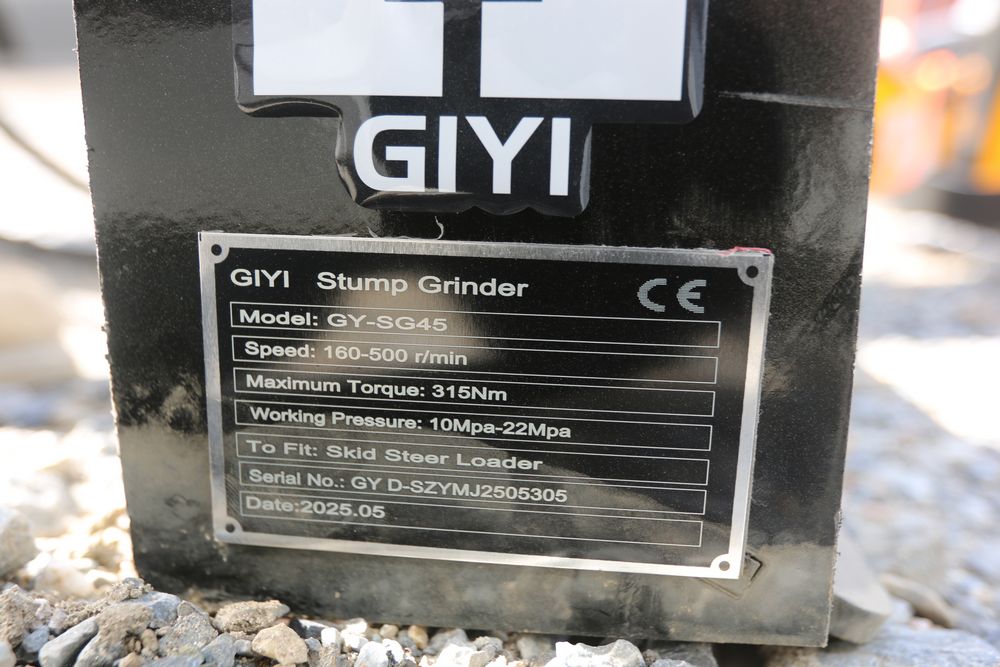 GIYI
GIYI Stump Grinder CE
Model: GY-SG45
Speed: 160-500 r/min
Maximum Torque: 315Nm
Working Pressure: 10Mpa-22Mpa
To Fit: Skid Steer Loader
Serial No.: GY D-SZYMJ2505305
Date:2025.05